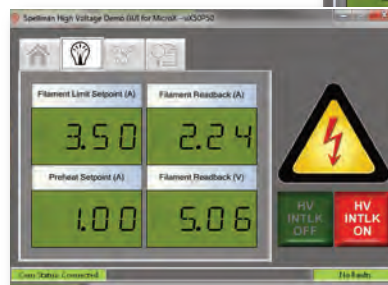 Spellman High Voltage Demo GUI for MicroX - uX50P50
Filament Limit Setpoint (A)
Filament Readback (A)
3.50
2.24
Preheat Setpoint (A)
Filament Readback (V)
1.00
5.06
HV INTLK OFF
HV INTLK ON
Com Status: Connected
No Faults